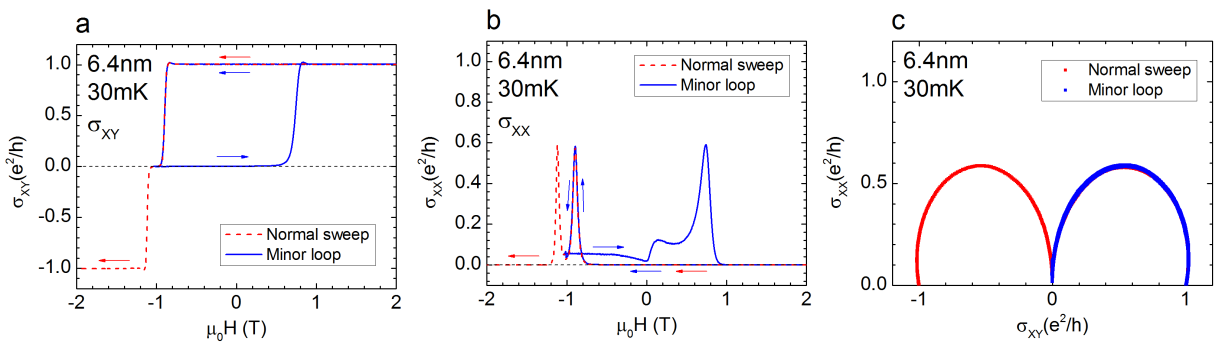 a
6.4nm
30mK
σXY
Normal sweep
Minor loop
σXY(e²/h)
1.0
0.5
0.0
-0.5
-1.0
-2
-1
0
1
2
μ₀H (T)
b
6.4nm
30mK
σXX
Normal sweep
Minor loop
σXX(e²/h)
1.0
0.8
0.6
0.4
0.2
0.0
-2
-1
0
1
2
μ₀H (T)
c
6.4nm
30mK
Normal sweep
Minor loop
σXX(e²/h)
1.0
0.5
0.0
-1
0
1
σXY(e²/h)